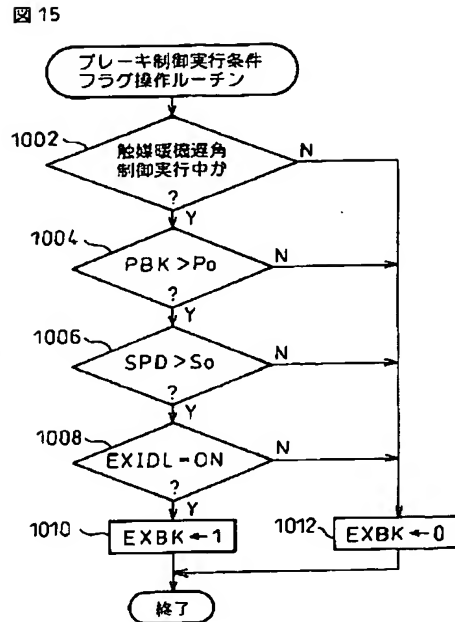 図 15
ブレーキ制御実行条件
フラグ操作ルーチン
1002
触媒暖機遅角
制御実行中か
?
N
Y
1004
PBK>Po
?
N
Y
1006
SPD>So
?
N
Y
1008
EXIDL=ON
?
N
Y
1010
EXBK←1
1012
EXBK←0
終了